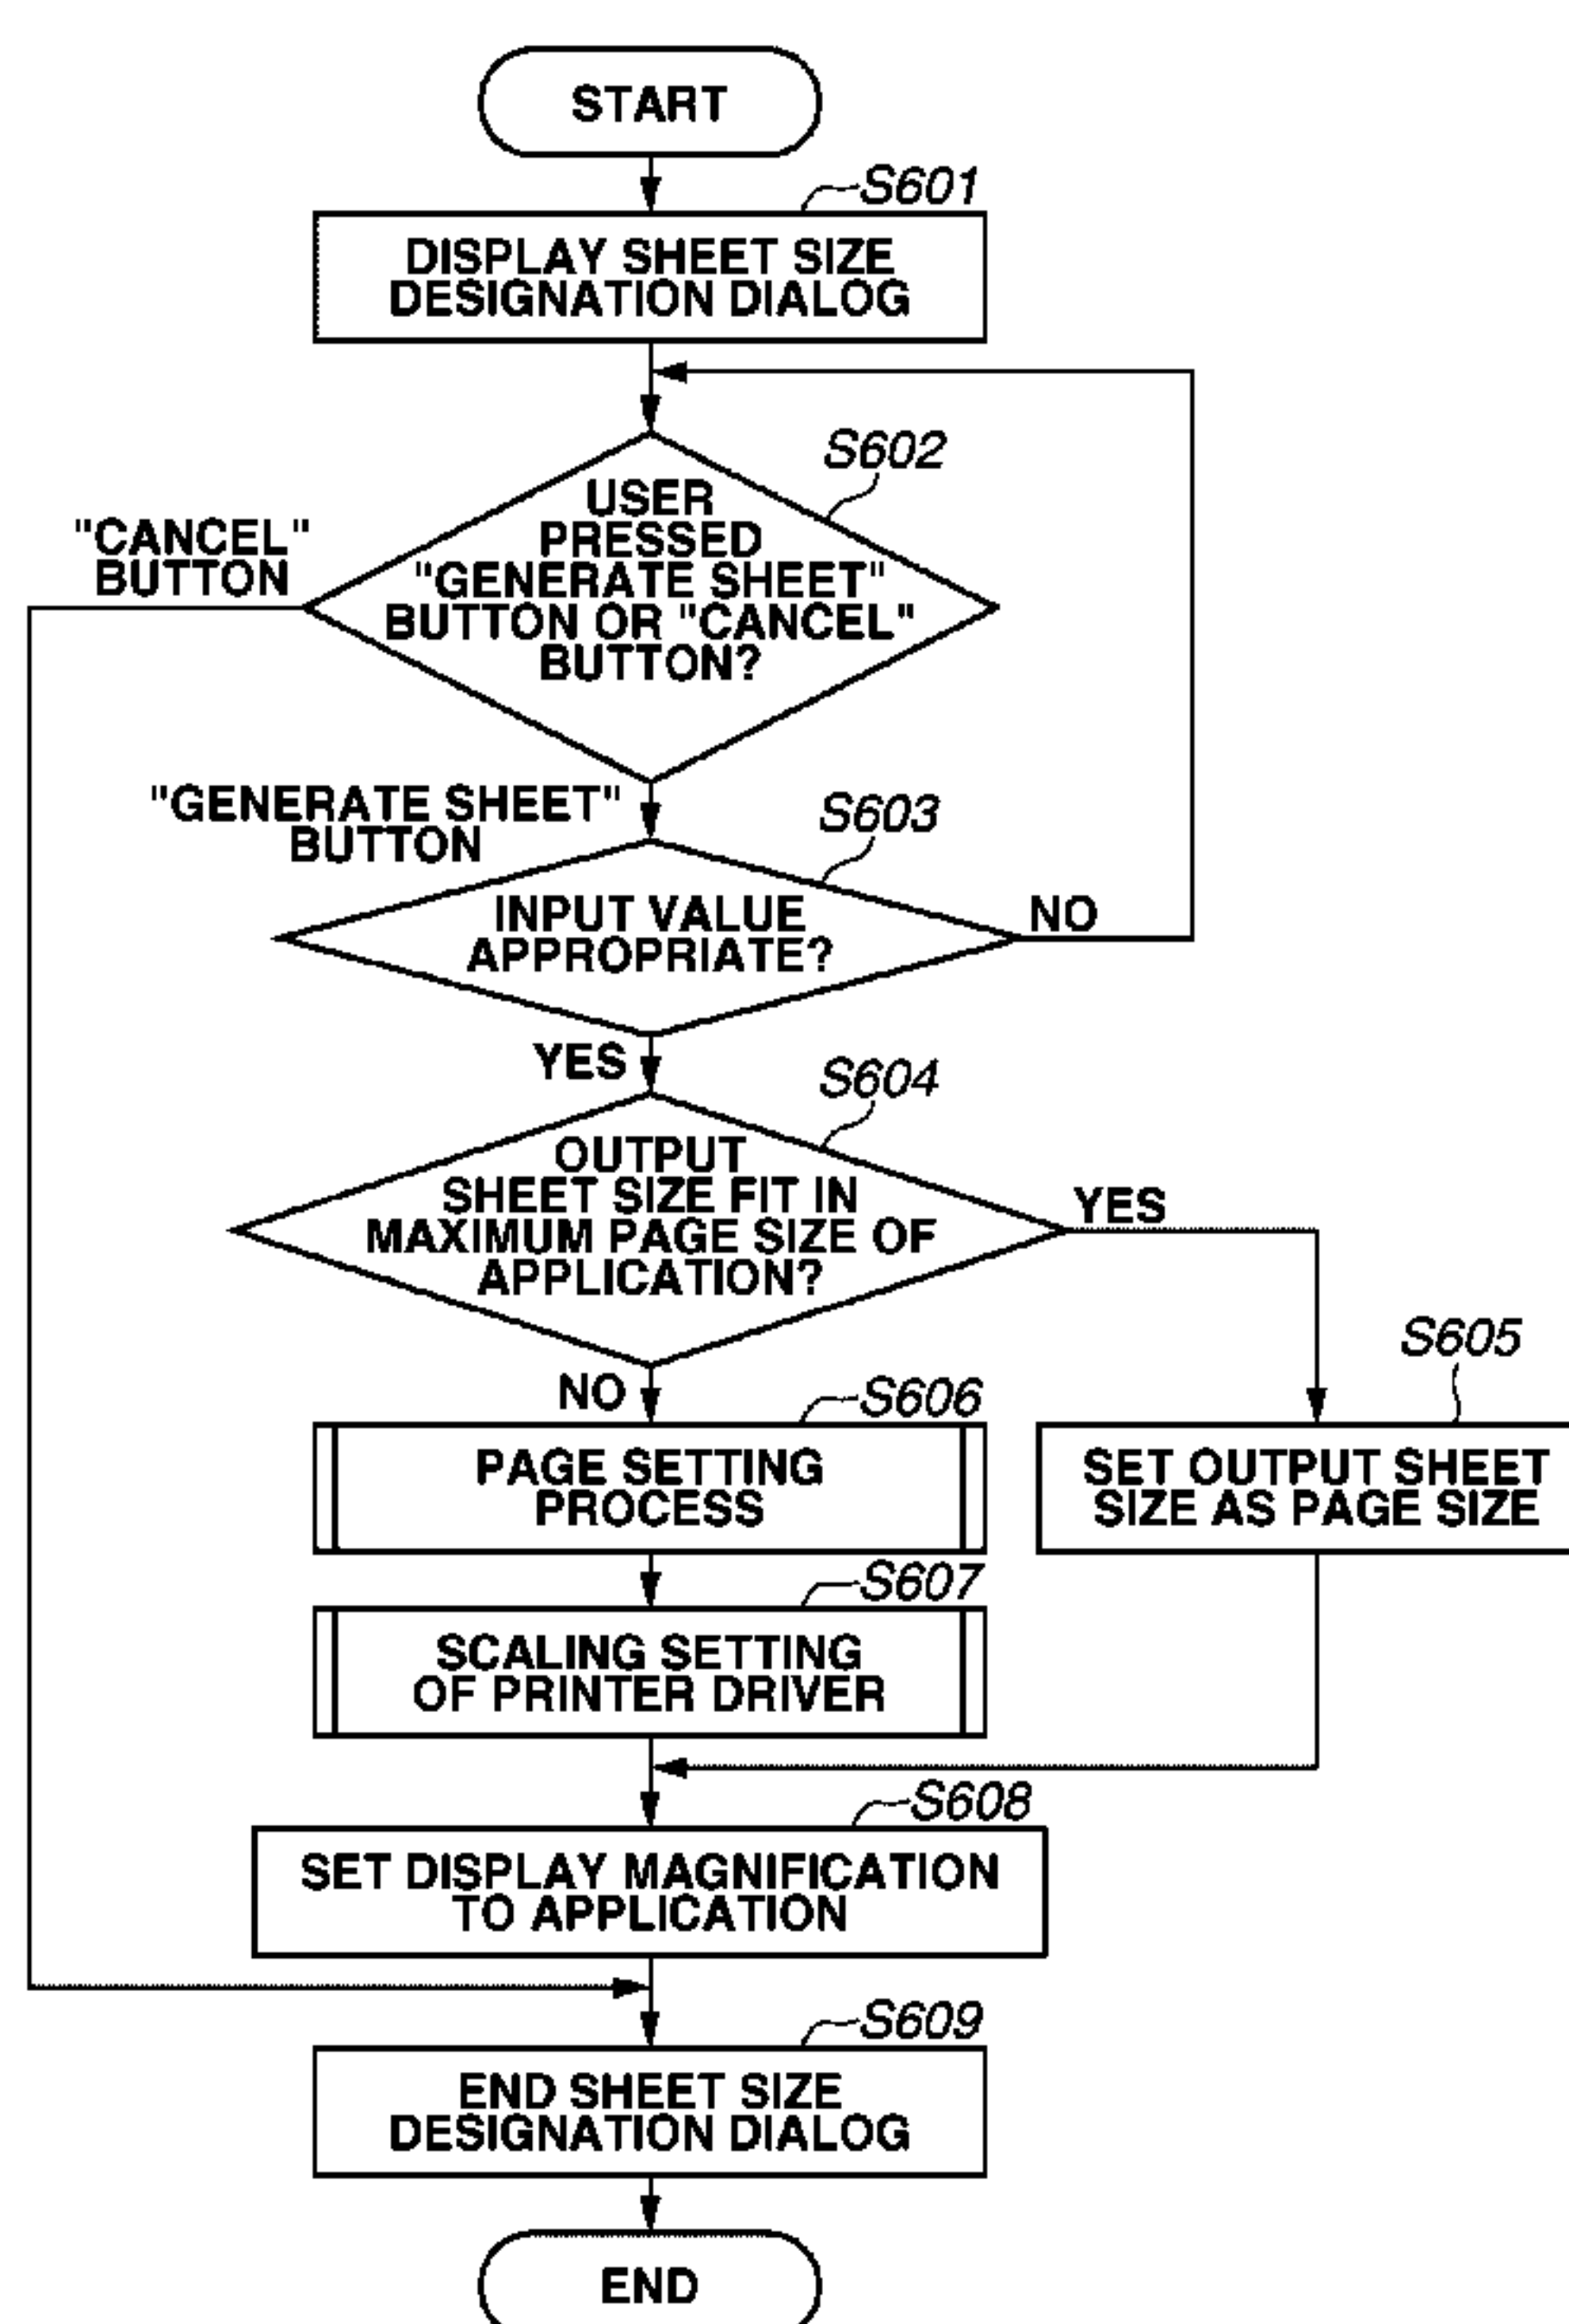 START
S601
DISPLAY SHEET SIZE
DESIGNATION DIALOG
S602
USER
PRESSED
"GENERATE SHEET"
BUTTON OR "CANCEL"
BUTTON?
"CANCEL"
BUTTON
"GENERATE SHEET"
BUTTON
S603
INPUT VALUE
APPROPRIATE?
NO
YES
S604
OUTPUT
SHEET SIZE FIT IN
MAXIMUM PAGE SIZE OF
APPLICATION?
YES
S605
SET OUTPUT SHEET
SIZE AS PAGE SIZE
NO
S606
PAGE SETTING
PROCESS
S607
SCALING SETTING
OF PRINTER DRIVER
S608
SET DISPLAY MAGNIFICATION
TO APPLICATION
S609
END SHEET SIZE
DESIGNATION DIALOG
END